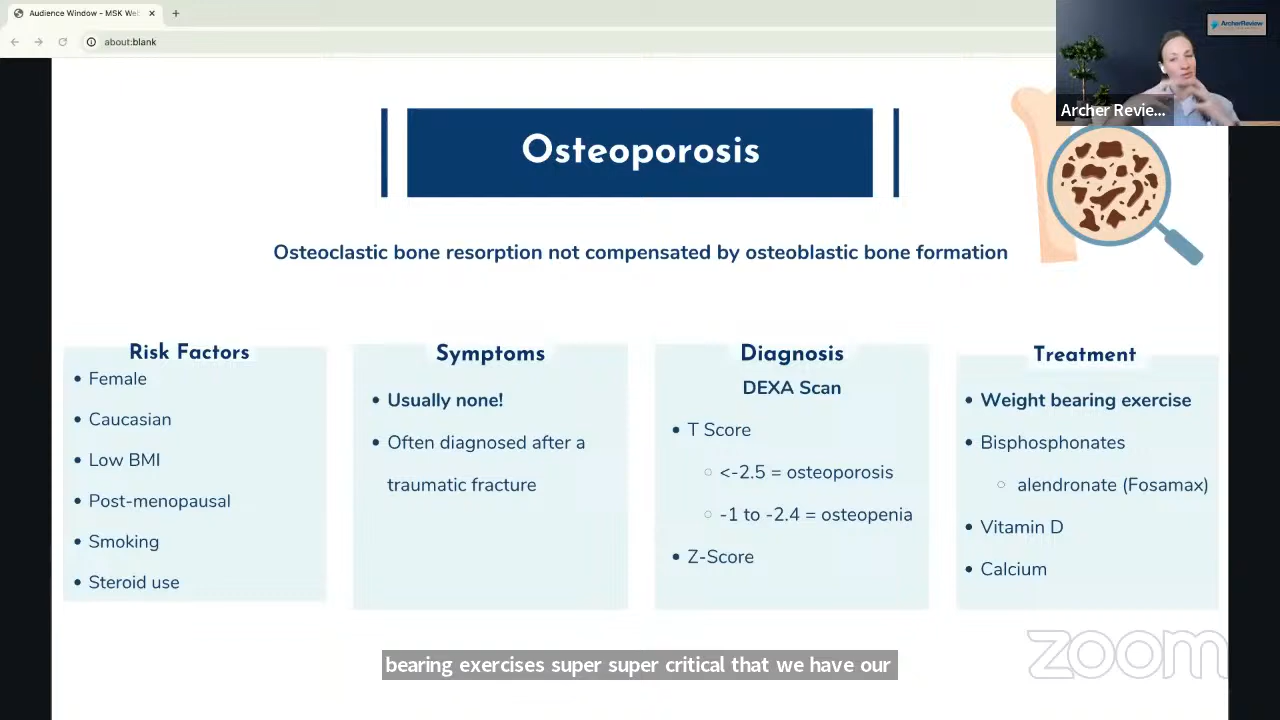 Audience Window – MSK Web
about:blank
ArcherReview
Archer Revie...
Osteoporosis
Osteoclastic bone resorption not compensated by osteoblastic bone formation
Risk Factors
Female
Caucasian
Low BMI
Post-menopausal
Smoking
Steroid use
Symptoms
Usually none!
Often diagnosed after a
traumatic fracture
Diagnosis
DEXA Scan
T Score
<-2.5 = osteoporosis
-1 to -2.4 = osteopenia
Z-Score
Treatment
Weight bearing exercise
Bisphosphonates
alendronate (Fosamax)
Vitamin D
Calcium
bearing exercises super super critical that we have our
zoom